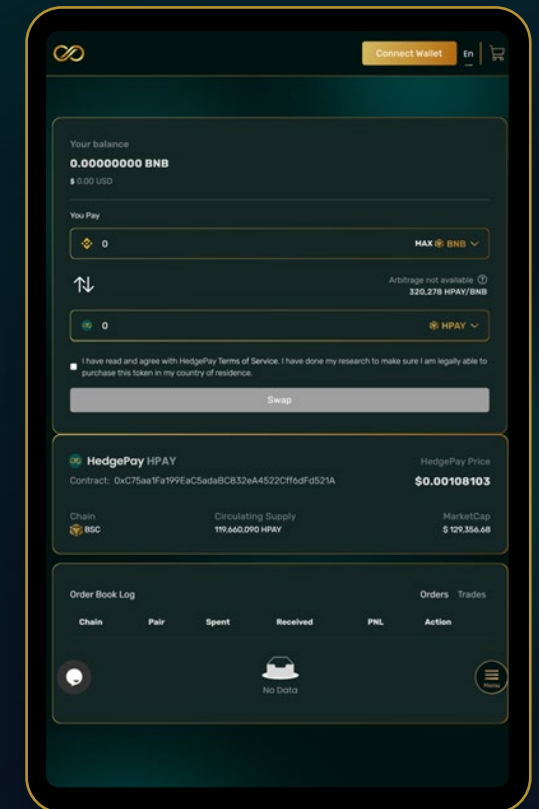 Connect Wallet En
Your balance
0.00000000 BNB
$ 0.00 USD
You Pay
0 MAX BNB
Arbitrage not available ?
320,278 HPAY/BNB
0 HPAY
I have read and agree with HedgePay Terms of Service. I have done my research to make sure I am legally able to
purchase this token in my country of residence.
Swap
HedgePay HPAY HedgePay Price
Contract: 0xC75aa1Fa199EaC5adaBC832eA4522Cff6dFd521A $0.00108103
Chain Circulating Supply MarketCap
BSC 119,660,090 HPAY $ 129,356.68
Order Book Log Orders Trades
Chain Pair Spent Received PNL Action
No Data
Menu